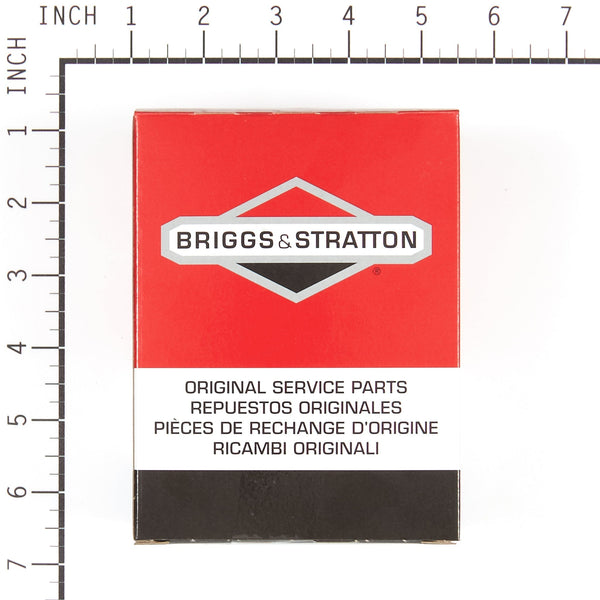 INCH 1 2 3 4 5 6 7
INCH
1
2
3
4
5
6
7
BRIGGS & STRATTON
®
ORIGINAL SERVICE PARTS
REPUESTOS ORIGINALES
PIÈCES DE RECHANGE D'ORIGINE
RICAMBI ORIGINALI